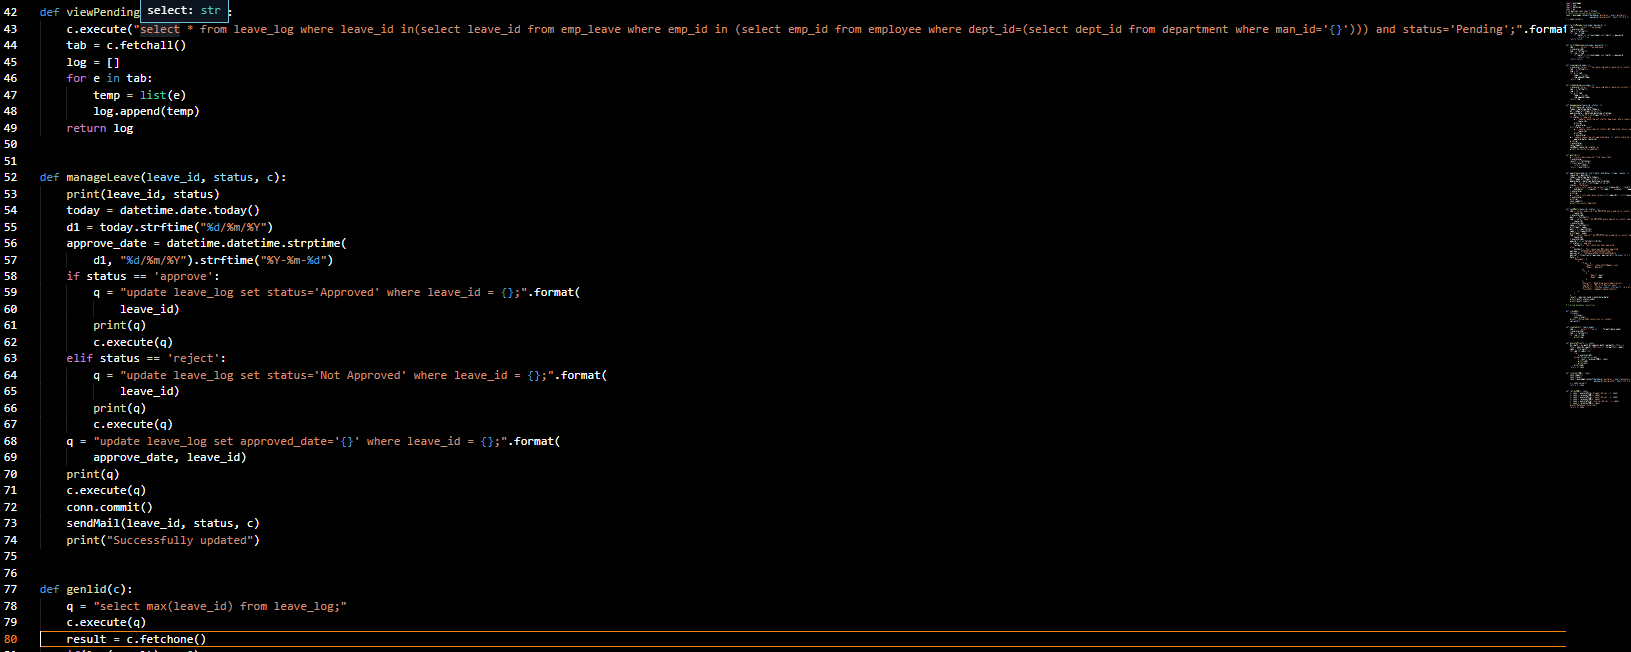 select: str
42 def viewPending :
43 c.execute("select * from leave_log where leave_id in(select leave_id from emp_leave where emp_id in (select emp_id from employee where dept_id=(select dept_id from department where man_id='{}'))) and status='Pending';".format
44 tab = c.fetchall()
45 log = []
46 for e in tab:
47 temp = list(e)
48 log.append(temp)
49 return log
50
51
52 def manageLeave(leave_id, status, c):
53 print(leave_id, status)
54 today = datetime.date.today()
55 d1 = today.strftime("%d/%m/%Y")
56 approve_date = datetime.datetime.strptime(
57 d1, "%d/%m/%Y").strftime("%Y-%m-%d")
58 if status == 'approve':
59 q = "update leave_log set status='Approved' where leave_id = {};".format(
60 leave_id)
61 print(q)
62 c.execute(q)
63 elif status == 'reject':
64 q = "update leave_log set status='Not Approved' where leave_id = {};".format(
65 leave_id)
66 print(q)
67 c.execute(q)
68 q = "update leave_log set approved_date='{}' where leave_id = {};".format(
69 approve_date, leave_id)
70 print(q)
71 c.execute(q)
72 conn.commit()
73 sendMail(leave_id, status, c)
74 print("Successfully updated")
75
76
77 def genlid(c):
78 q = "select max(leave_id) from leave_log;"
79 c.execute(q)
80 result = c.fetchone()